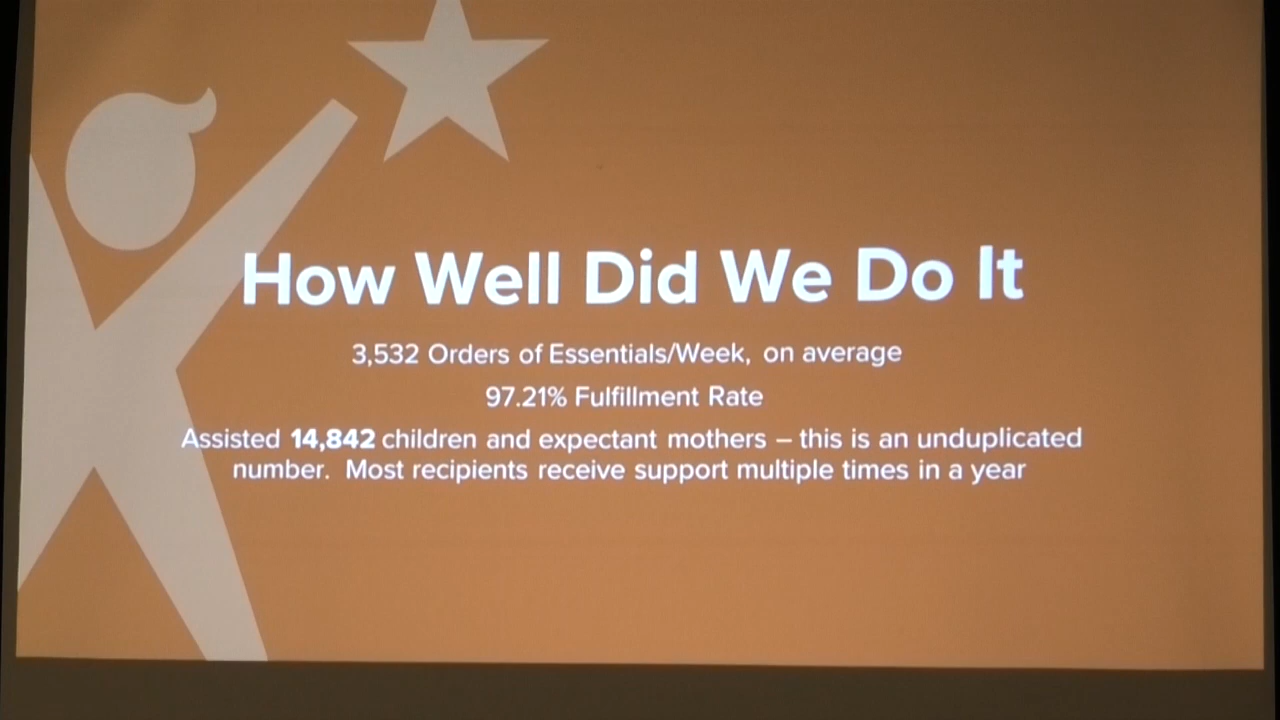 How Well Did We Do It
3,532 Orders of Essentials/Week, on average
97.21% Fulfillment Rate
Assisted 14,842 children and expectant mothers – this is an unduplicated
number. Most recipients receive support multiple times in a year